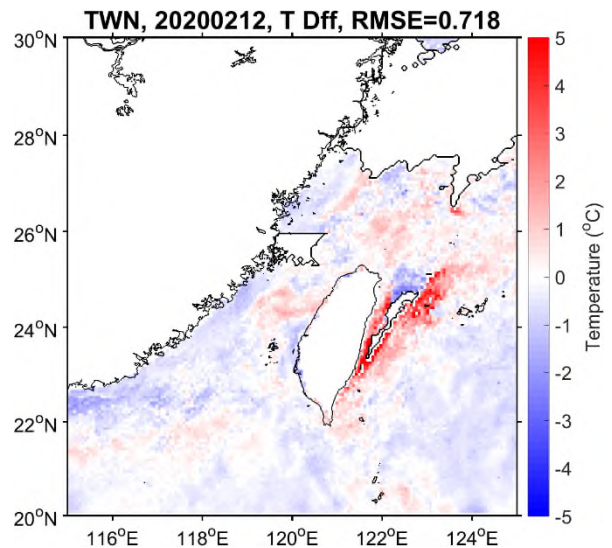 TWN, 20200212, T Dff, RMSE=0.718
30°N
28°N
26°N
24°N
22°N
20°N
116°E
118°E
120°E
122°E
124°E
5
4
3
2
1
0
-1
-2
-3
-4
-5
Temperature (°C)